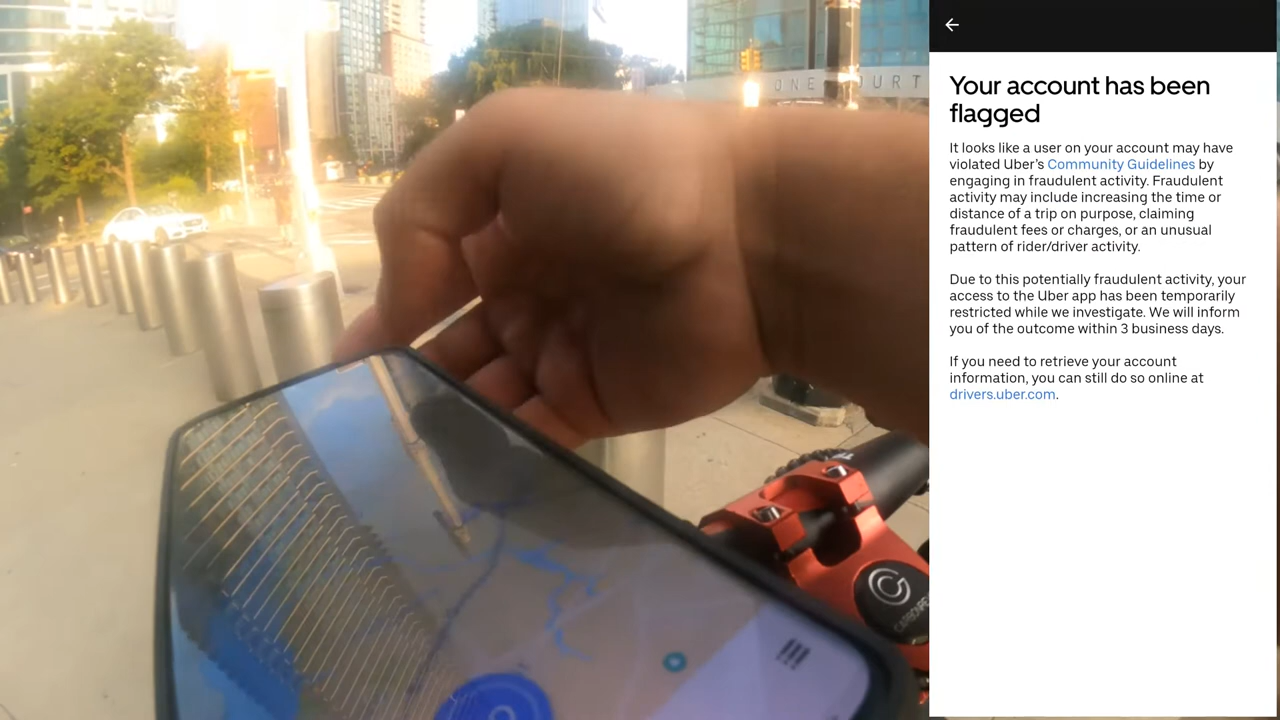 ONE COURT
Your account has been
flagged
It looks like a user on your account may have
violated Uber's Community Guidelines by
engaging in fraudulent activity. Fraudulent
activity may include increasing the time or
distance of a trip on purpose, claiming
fraudulent fees or charges, or an unusual
pattern of rider/driver activity.
Due to this potentially fraudulent activity, your
access to the Uber app has been temporarily
restricted while we investigate. We will inform
you of the outcome within 3 business days.
If you need to retrieve your account
information, you can still do so online at
drivers.uber.com.